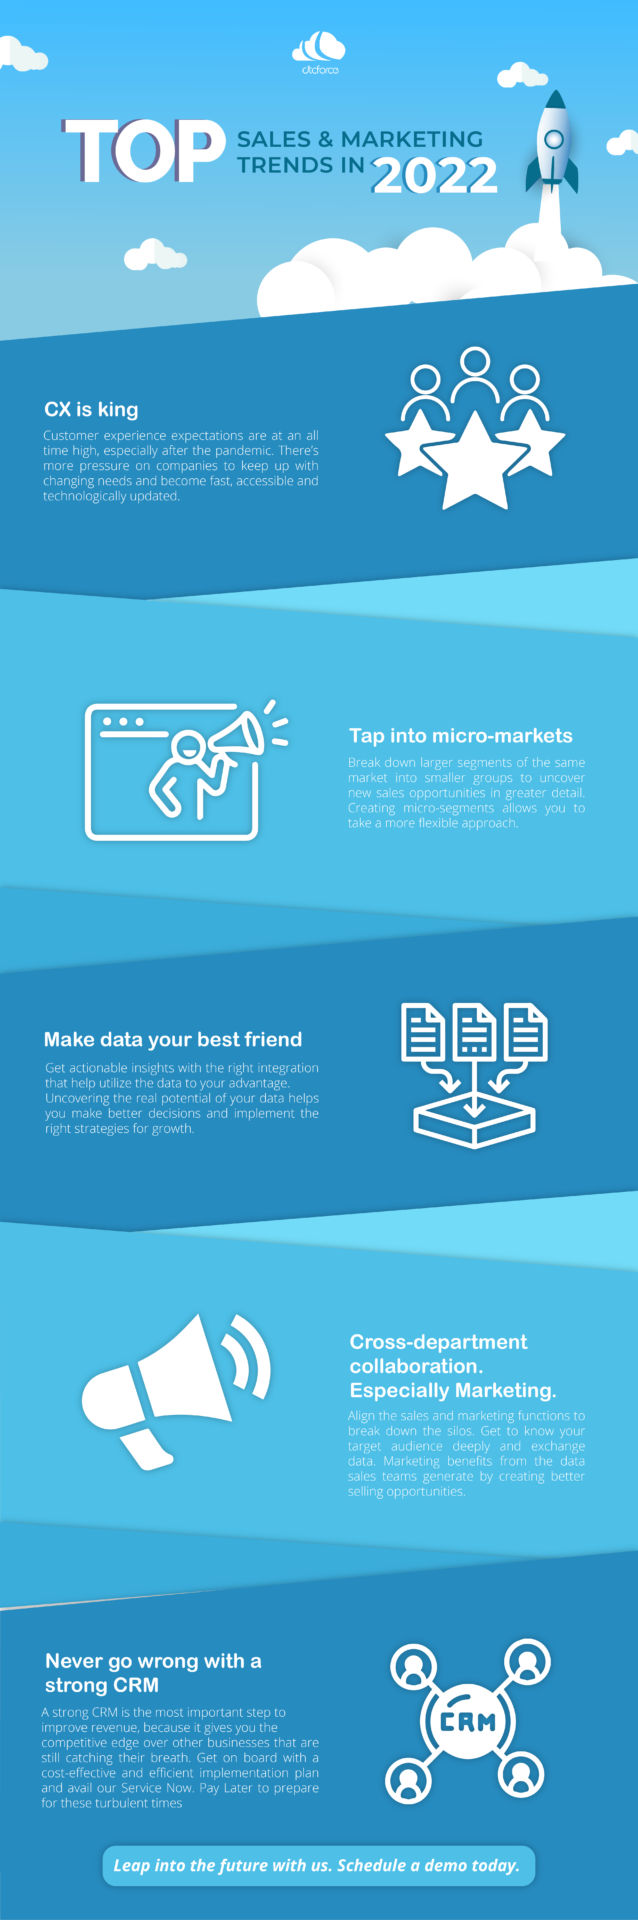 dtcforce
TOP
SALES & MARKETING
TRENDS IN 2022
CX is king
Customer experience expectations are at an all
time high, especially after the pandemic. There's
more pressure on companies to keep up with
changing needs and become fast, accessible and
technologically updated.
Tap into micro-markets
Break down larger segments of the same
market into smaller groups to uncover
new sales opportunities in greater detail.
Creating micro-segments allows you to
take a more flexible approach.
Make data your best friend
Get actionable insights with the right integration
that help utilize the data to your advantage.
Uncovering the real potential of your data helps
you make better decisions and implement the
right strategies for growth.
Cross-department
collaboration.
Especially Marketing.
Align the sales and marketing functions to
break down the silos. Get to know your
target audience deeply and exchange
data. Marketing benefits from the data
sales teams generate by creating better
selling opportunities.
Never go wrong with a
strong CRM
A strong CRM is the most important step to
improve revenue, because it gives you the
competitive edge over other businesses that are
still catching their breath. Get on board with a
cost-effective and efficient implementation plan
and avail our Service Now. Pay Later to prepare
for these turbulent times
CRM
Leap into the future with us. Schedule a demo today.